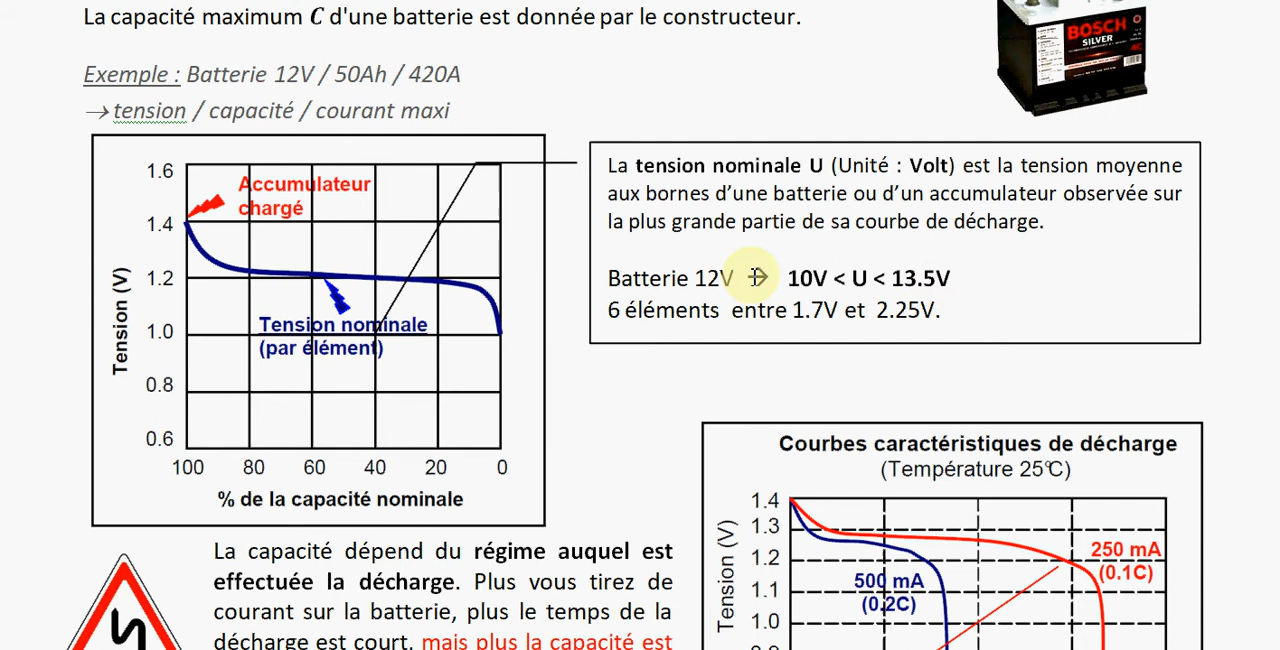 La capacité maximum C d'une batterie est donnée par le constructeur.
BOSCH
SILVER
Exemple : Batterie 12V / 50Ah / 420A
→ tension / capacité / courant maxi
1.6
1.4
1.2
1.0
0.8
0.6
Tension (V)
Accumulateur
chargé
Tension nominale
(par élément)
100 80 60 40 20 0
% de la capacité nominale
La tension nominale U (Unité : Volt) est la tension moyenne
aux bornes d’une batterie ou d’un accumulateur observée sur
la plus grande partie de sa courbe de décharge.
Batterie 12V → 10V < U < 13.5V
6 éléments entre 1.7V et 2.25V.
La capacité dépend du régime auquel est
effectuée la décharge. Plus vous tirez de
courant sur la batterie, plus le temps de la
décharge est court, mais plus la capacité est
Courbes caractéristiques de décharge
(Température 25°C)
1.4
1.3
1.2
1.1
1.0
Tension (V)
500 mA
(0.2C)
250 mA
(0.1C)